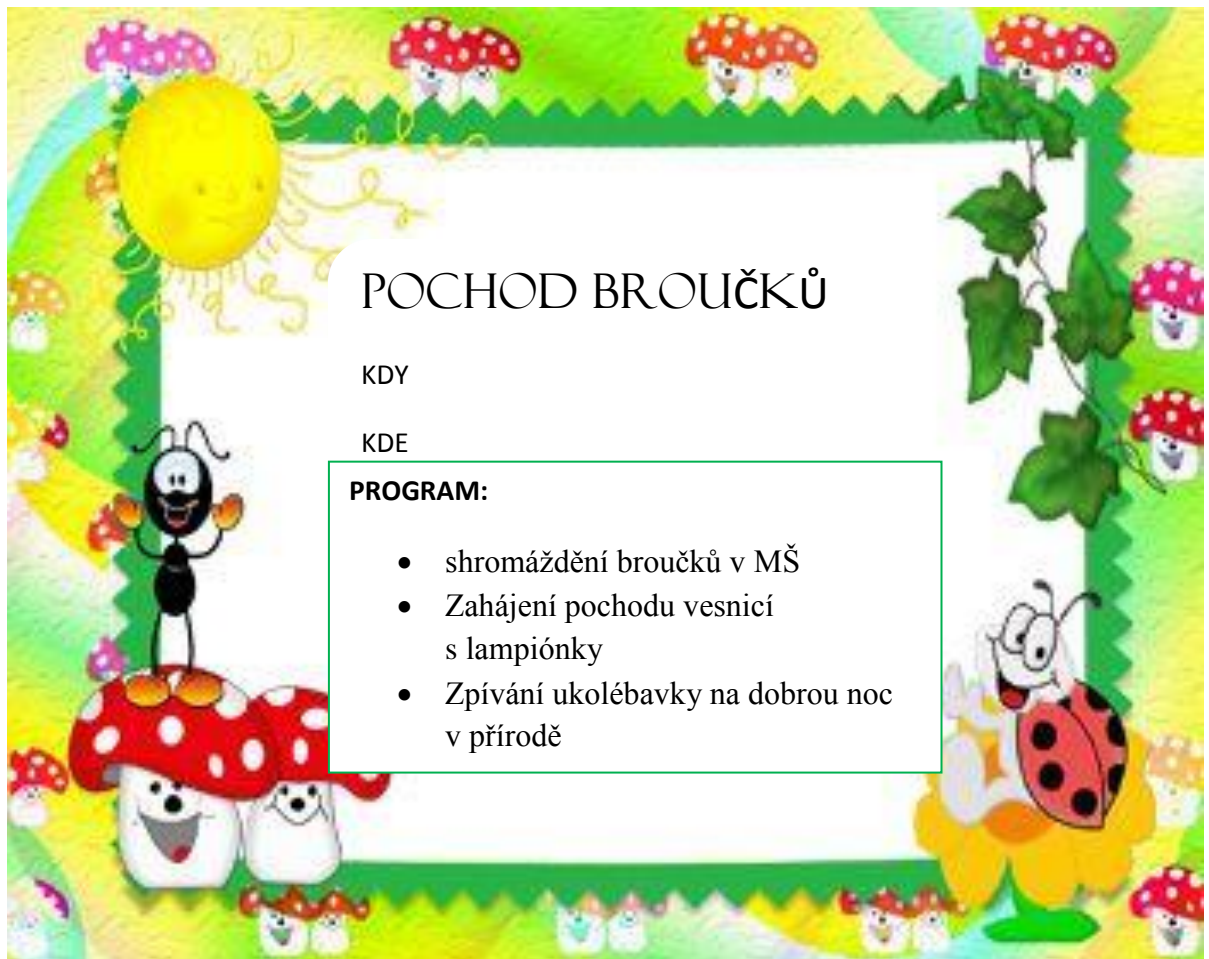 POCHOD BROUČKŮ
KDY
KDE
PROGRAM:
• shromáždění broučků v MŠ
• Zahájení pochodu vesnicí
s lampiónky
• Zpívání ukolébavky na dobrou noc
v přírodě